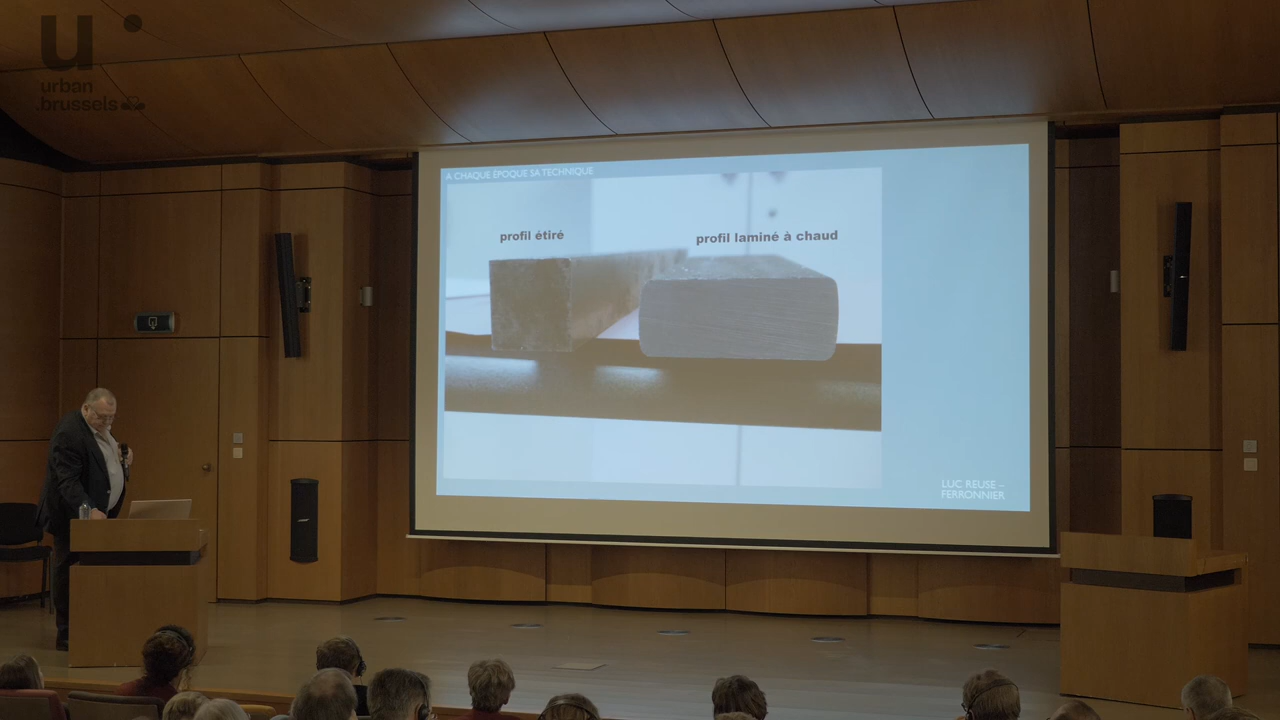 u
urban
.brussels
A CHAQUE ÉPOQUE SA TECHNIQUE
profil étiré
profil laminé à chaud
LUC REUSE –
FERRONNIER